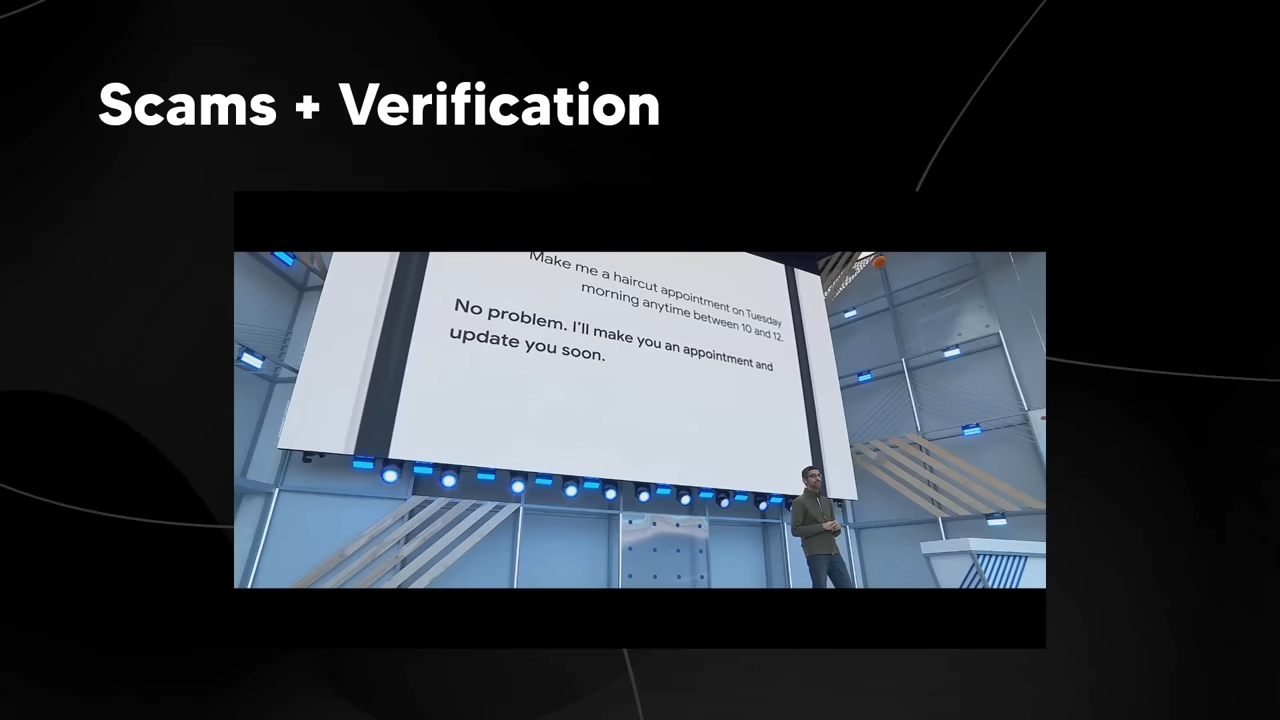 Scams + Verification
Make me a haircut appointment on Tuesday
morning anytime between 10 and 12.
No problem. I'll make you an appointment and
update you soon.